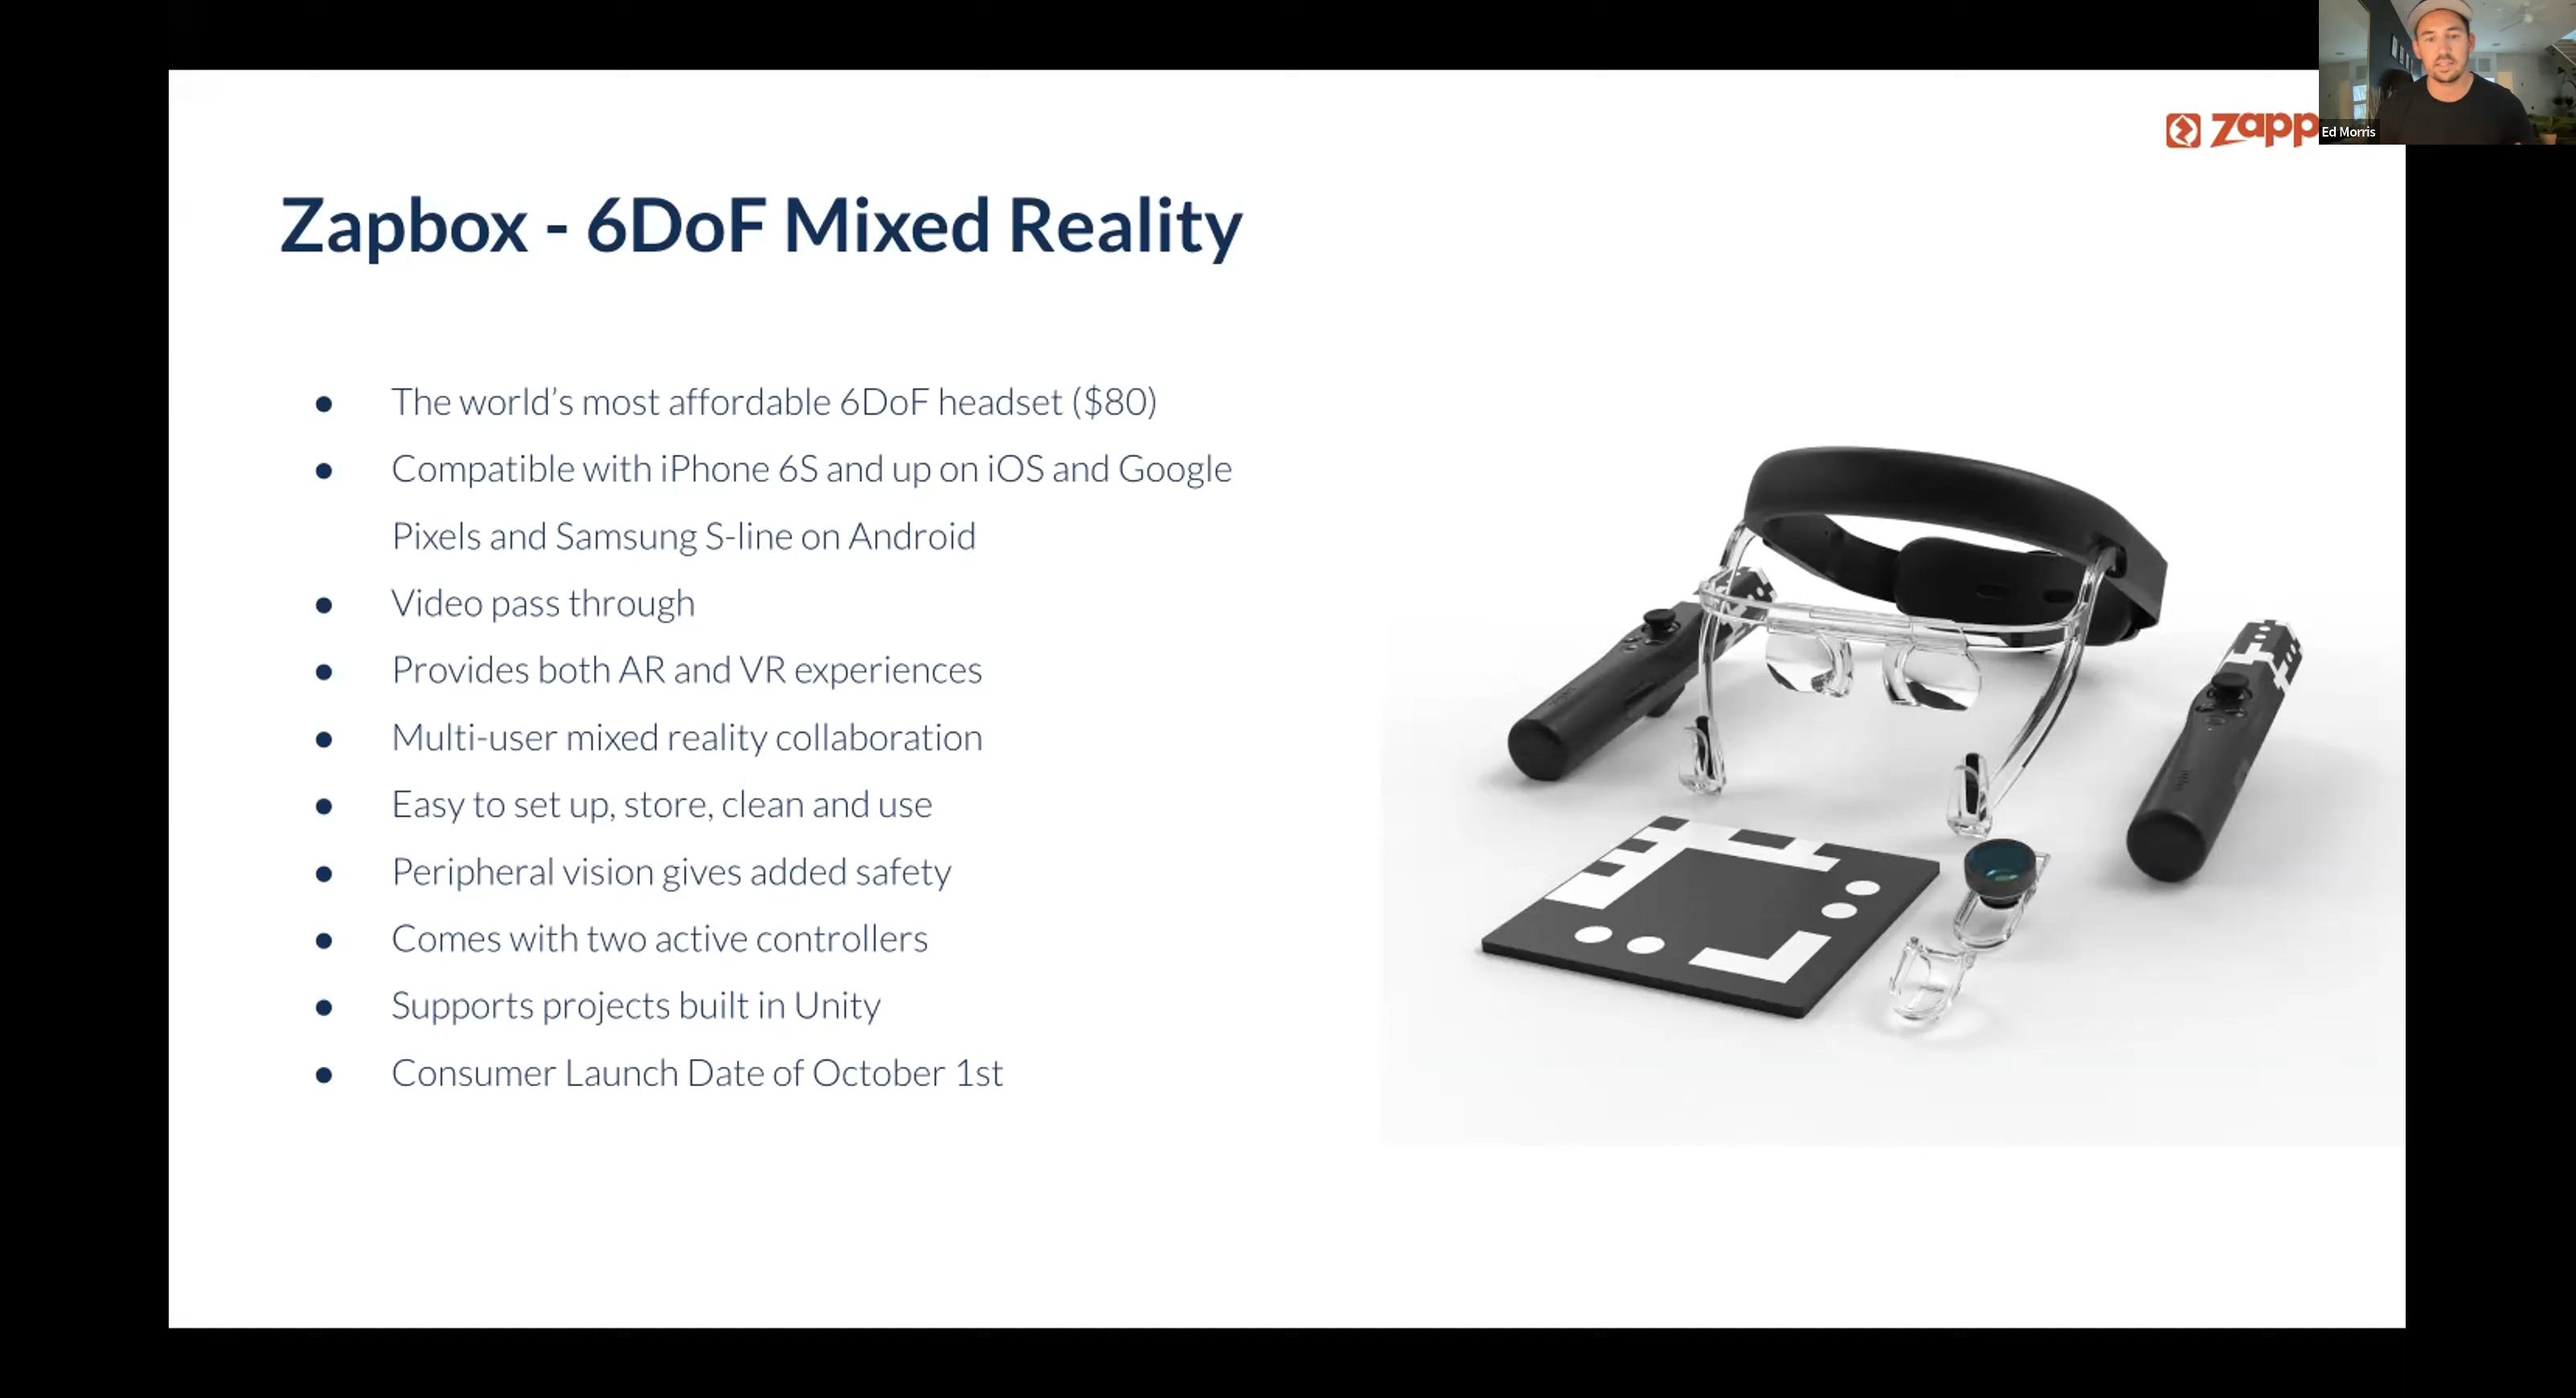 zapp
Ed Morris
Zapbox - 6DoF Mixed Reality
● The world's most affordable 6DoF headset ($80)
● Compatible with iPhone 6S and up on iOS and Google
Pixels and Samsung S-line on Android
● Video pass through
● Provides both AR and VR experiences
● Multi-user mixed reality collaboration
● Easy to set up, store, clean and use
● Peripheral vision gives added safety
● Comes with two active controllers
● Supports projects built in Unity
● Consumer Launch Date of October 1st